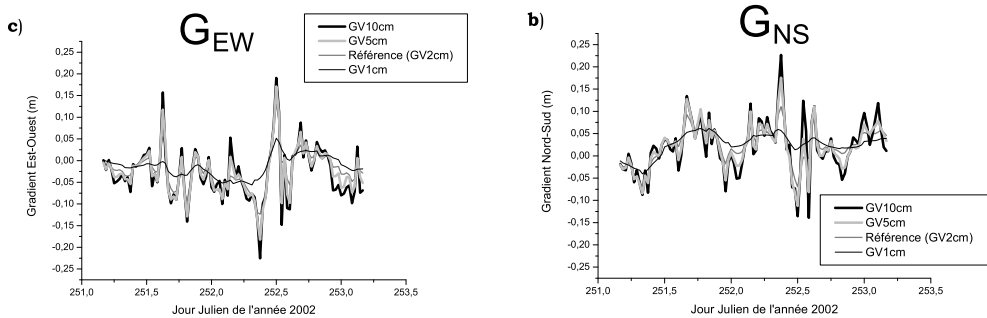 c)
G_EW
GV10cm
GV5cm
Référence (GV2cm)
GV1cm
0,25
0,20
0,15
0,10
0,05
0,00
-0,05
-0,10
-0,15
-0,20
-0,25
Gradient Est-Ouest (m)
251,0 251,5 252,0 252,5 253,0 253,5
Jour Julien de l'année 2002
b)
G_NS
0,25
0,20
0,15
0,10
0,05
0,00
-0,05
-0,10
-0,15
-0,20
-0,25
Gradient Nord-Sud (m)
GV10cm
GV5cm
Référence (GV2cm)
GV1cm
251,0 251,5 252,0 252,5 253,0 253,5
Jour Julien de l'année 2002